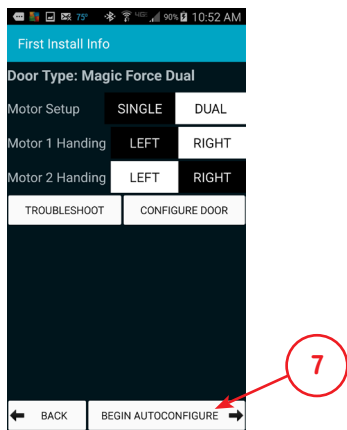 75° 4G 90% 10:52 AM
First Install Info
Door Type: Magic Force Dual
Motor Setup SINGLE DUAL
Motor 1 Handing LEFT RIGHT
Motor 2 Handing LEFT RIGHT
TROUBLESHOOT CONFIGURE DOOR
7
BACK BEGIN AUTOCONFIGURE